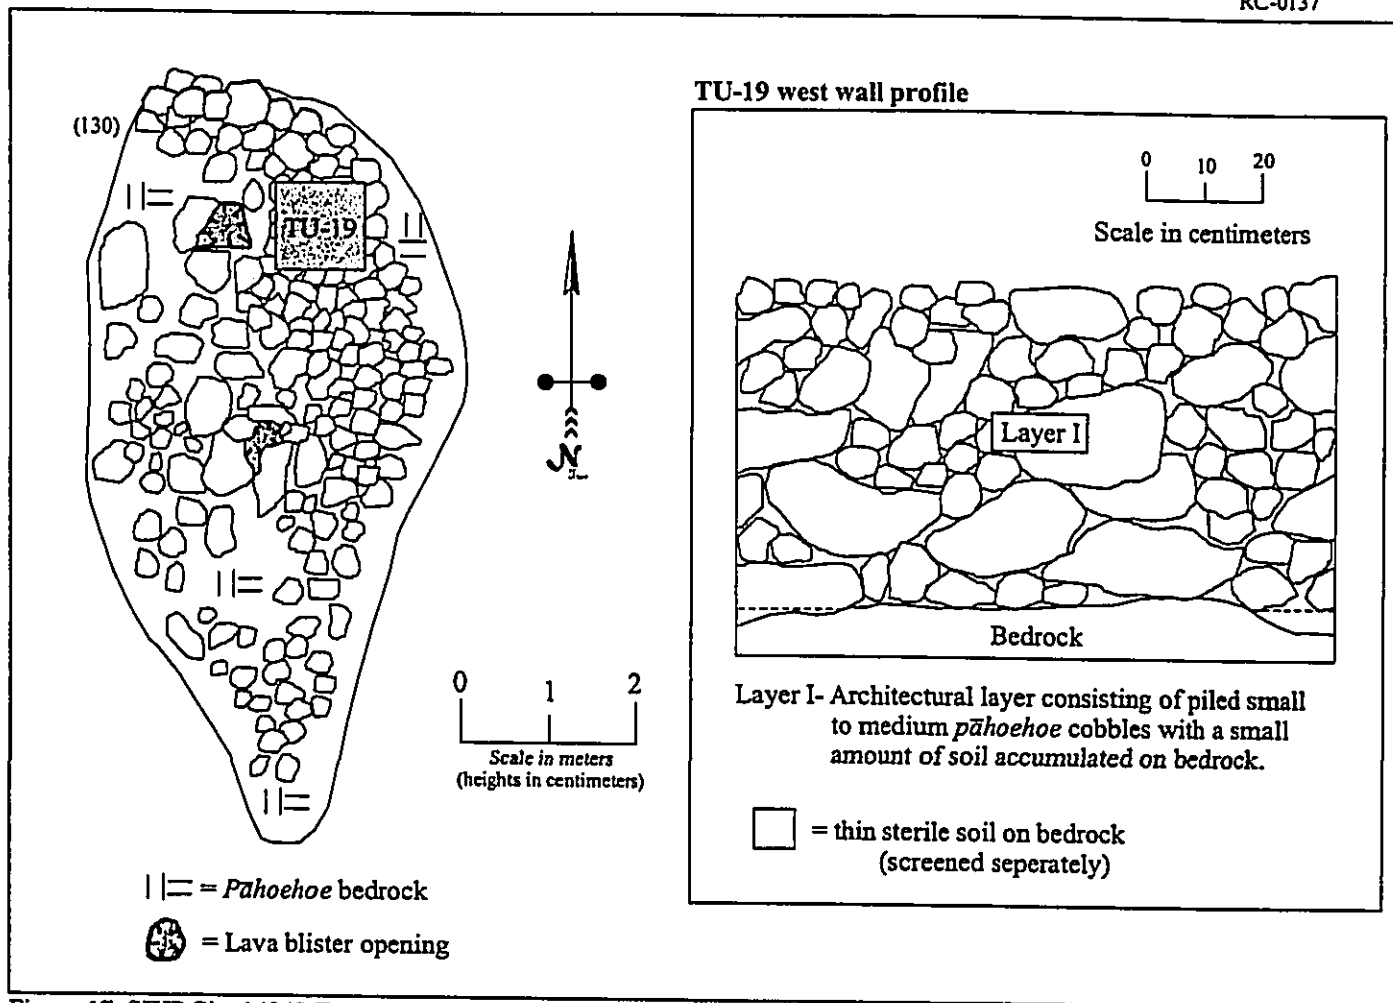 RC-0137
(130)
TU-19
N
0 1 2
Scale in meters
(heights in centimeters)
||= = Pāhoehoe bedrock
= Lava blister opening
TU-19 west wall profile
0 10 20
Scale in centimeters
Layer I
Bedrock
Layer I- Architectural layer consisting of piled small
to medium pāhoehoe cobbles with a small
amount of soil accumulated on bedrock.
= thin sterile soil on bedrock
(screened seperately)